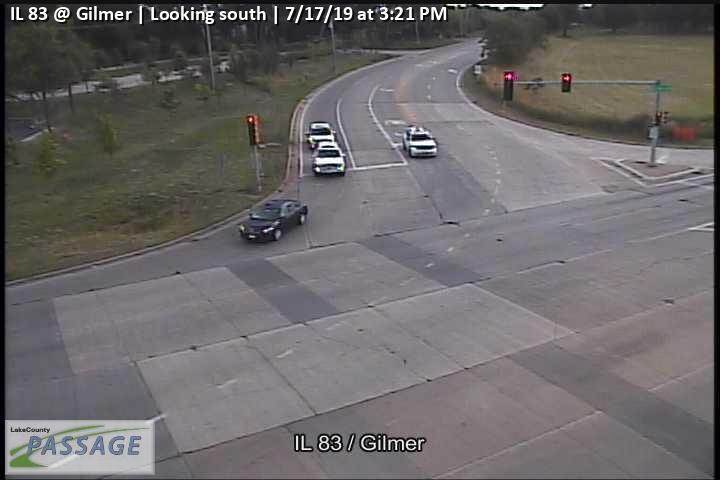 IL 83 @ Gilmer | Looking south | 7/17/19 at 3:21 PM
LakeCounty
PASSAGE
IL 83 / Gilmer